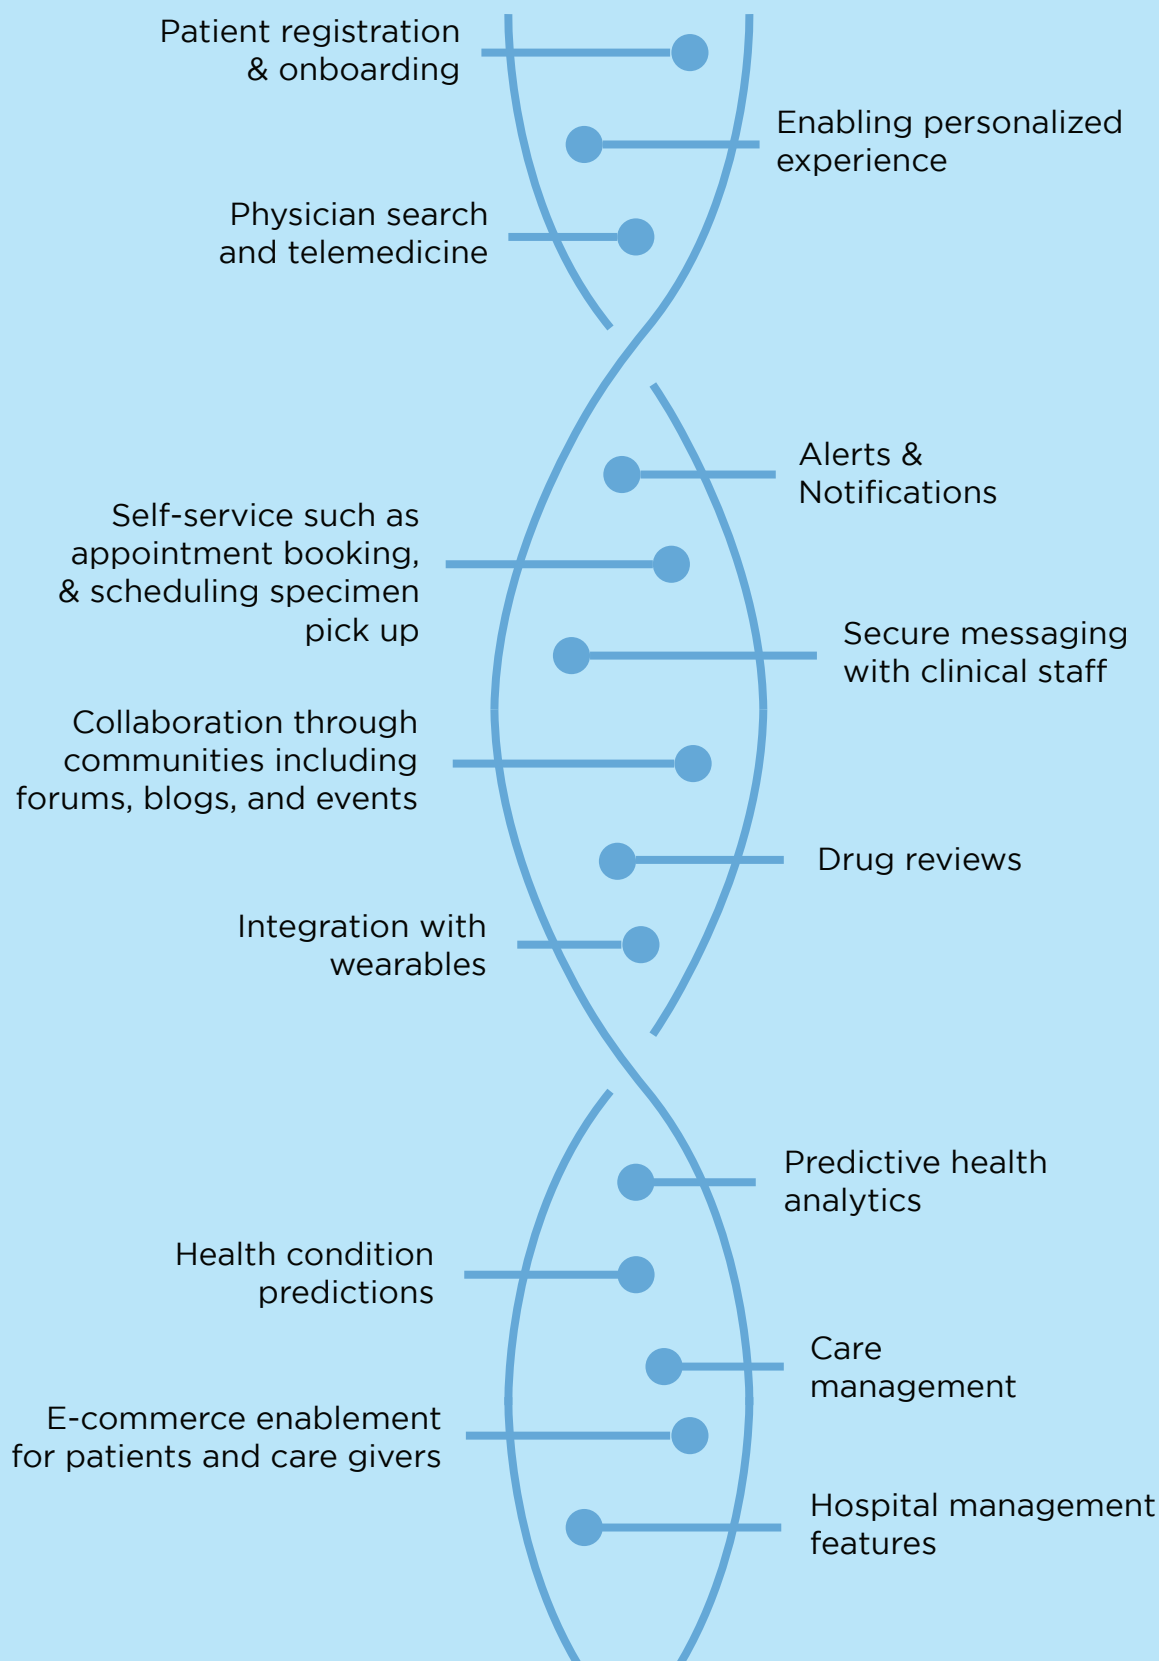 Patient registration
& onboarding
Enabling personalized
experience
Physician search
and telemedicine
Alerts &
Notifications
Self-service such as
appointment booking,
& scheduling specimen
pick up
Secure messaging
with clinical staff
Collaboration through
communities including
forums, blogs, and events
Drug reviews
Integration with
wearables
Predictive health
analytics
Health condition
predictions
Care
management
E-commerce enablement
for patients and care givers
Hospital management
features